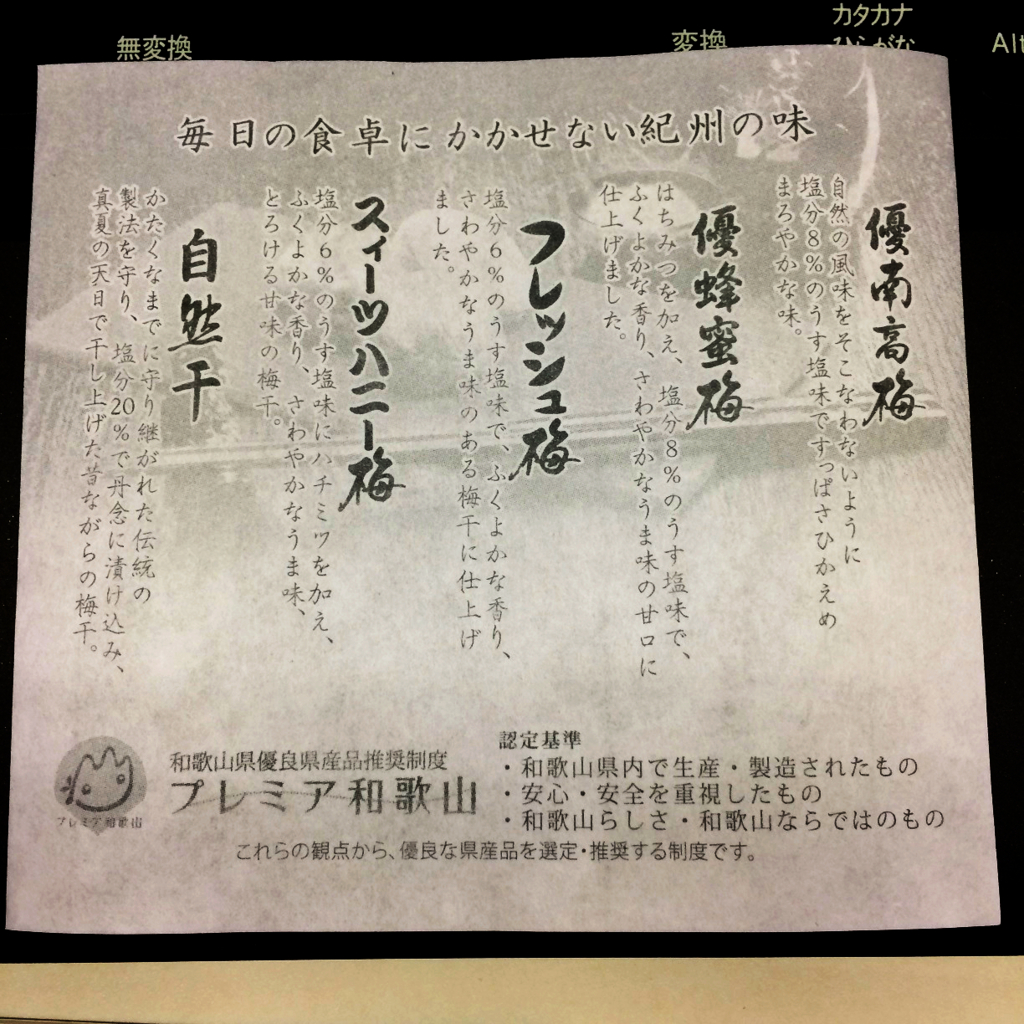 無変換
変換
カタカナ
ひらがな
Alt
毎日の食卓にかかせない紀州の味
優南高梅
自然の風味をそこなわないように
塩分8%のうす塩味ですっぱさひかえめ
まろやかな味。
優蜂蜜梅
はちみつを加え、塩分8%のうす塩味で、
ふくよかな香り、さわやかなうま味の甘口に
仕上げました。
フレッシュ梅
塩分6%のうす塩味で、ふくよかな香り、
さわやかなうま味のある梅干に仕上げ
ました。
スィーツハニー梅
塩分6%のうす塩味にハチミツを加え、
ふくよかな香り、さわやかなうま味、
とろける甘味の梅干。
自然干
かたくなまでに守り継がれた伝統の
製法を守り、塩分20%で丹念に漬け込み、
真夏の天日で干し上げた昔ながらの梅干。
プレミア和歌山
和歌山県優良県産品推奨制度
プレミア和歌山
認定基準
・和歌山県内で生産・製造されたもの
・安心・安全を重視したもの
・和歌山らしさ・和歌山ならではのもの
これらの観点から、優良な県産品を選定・推奨する制度です。